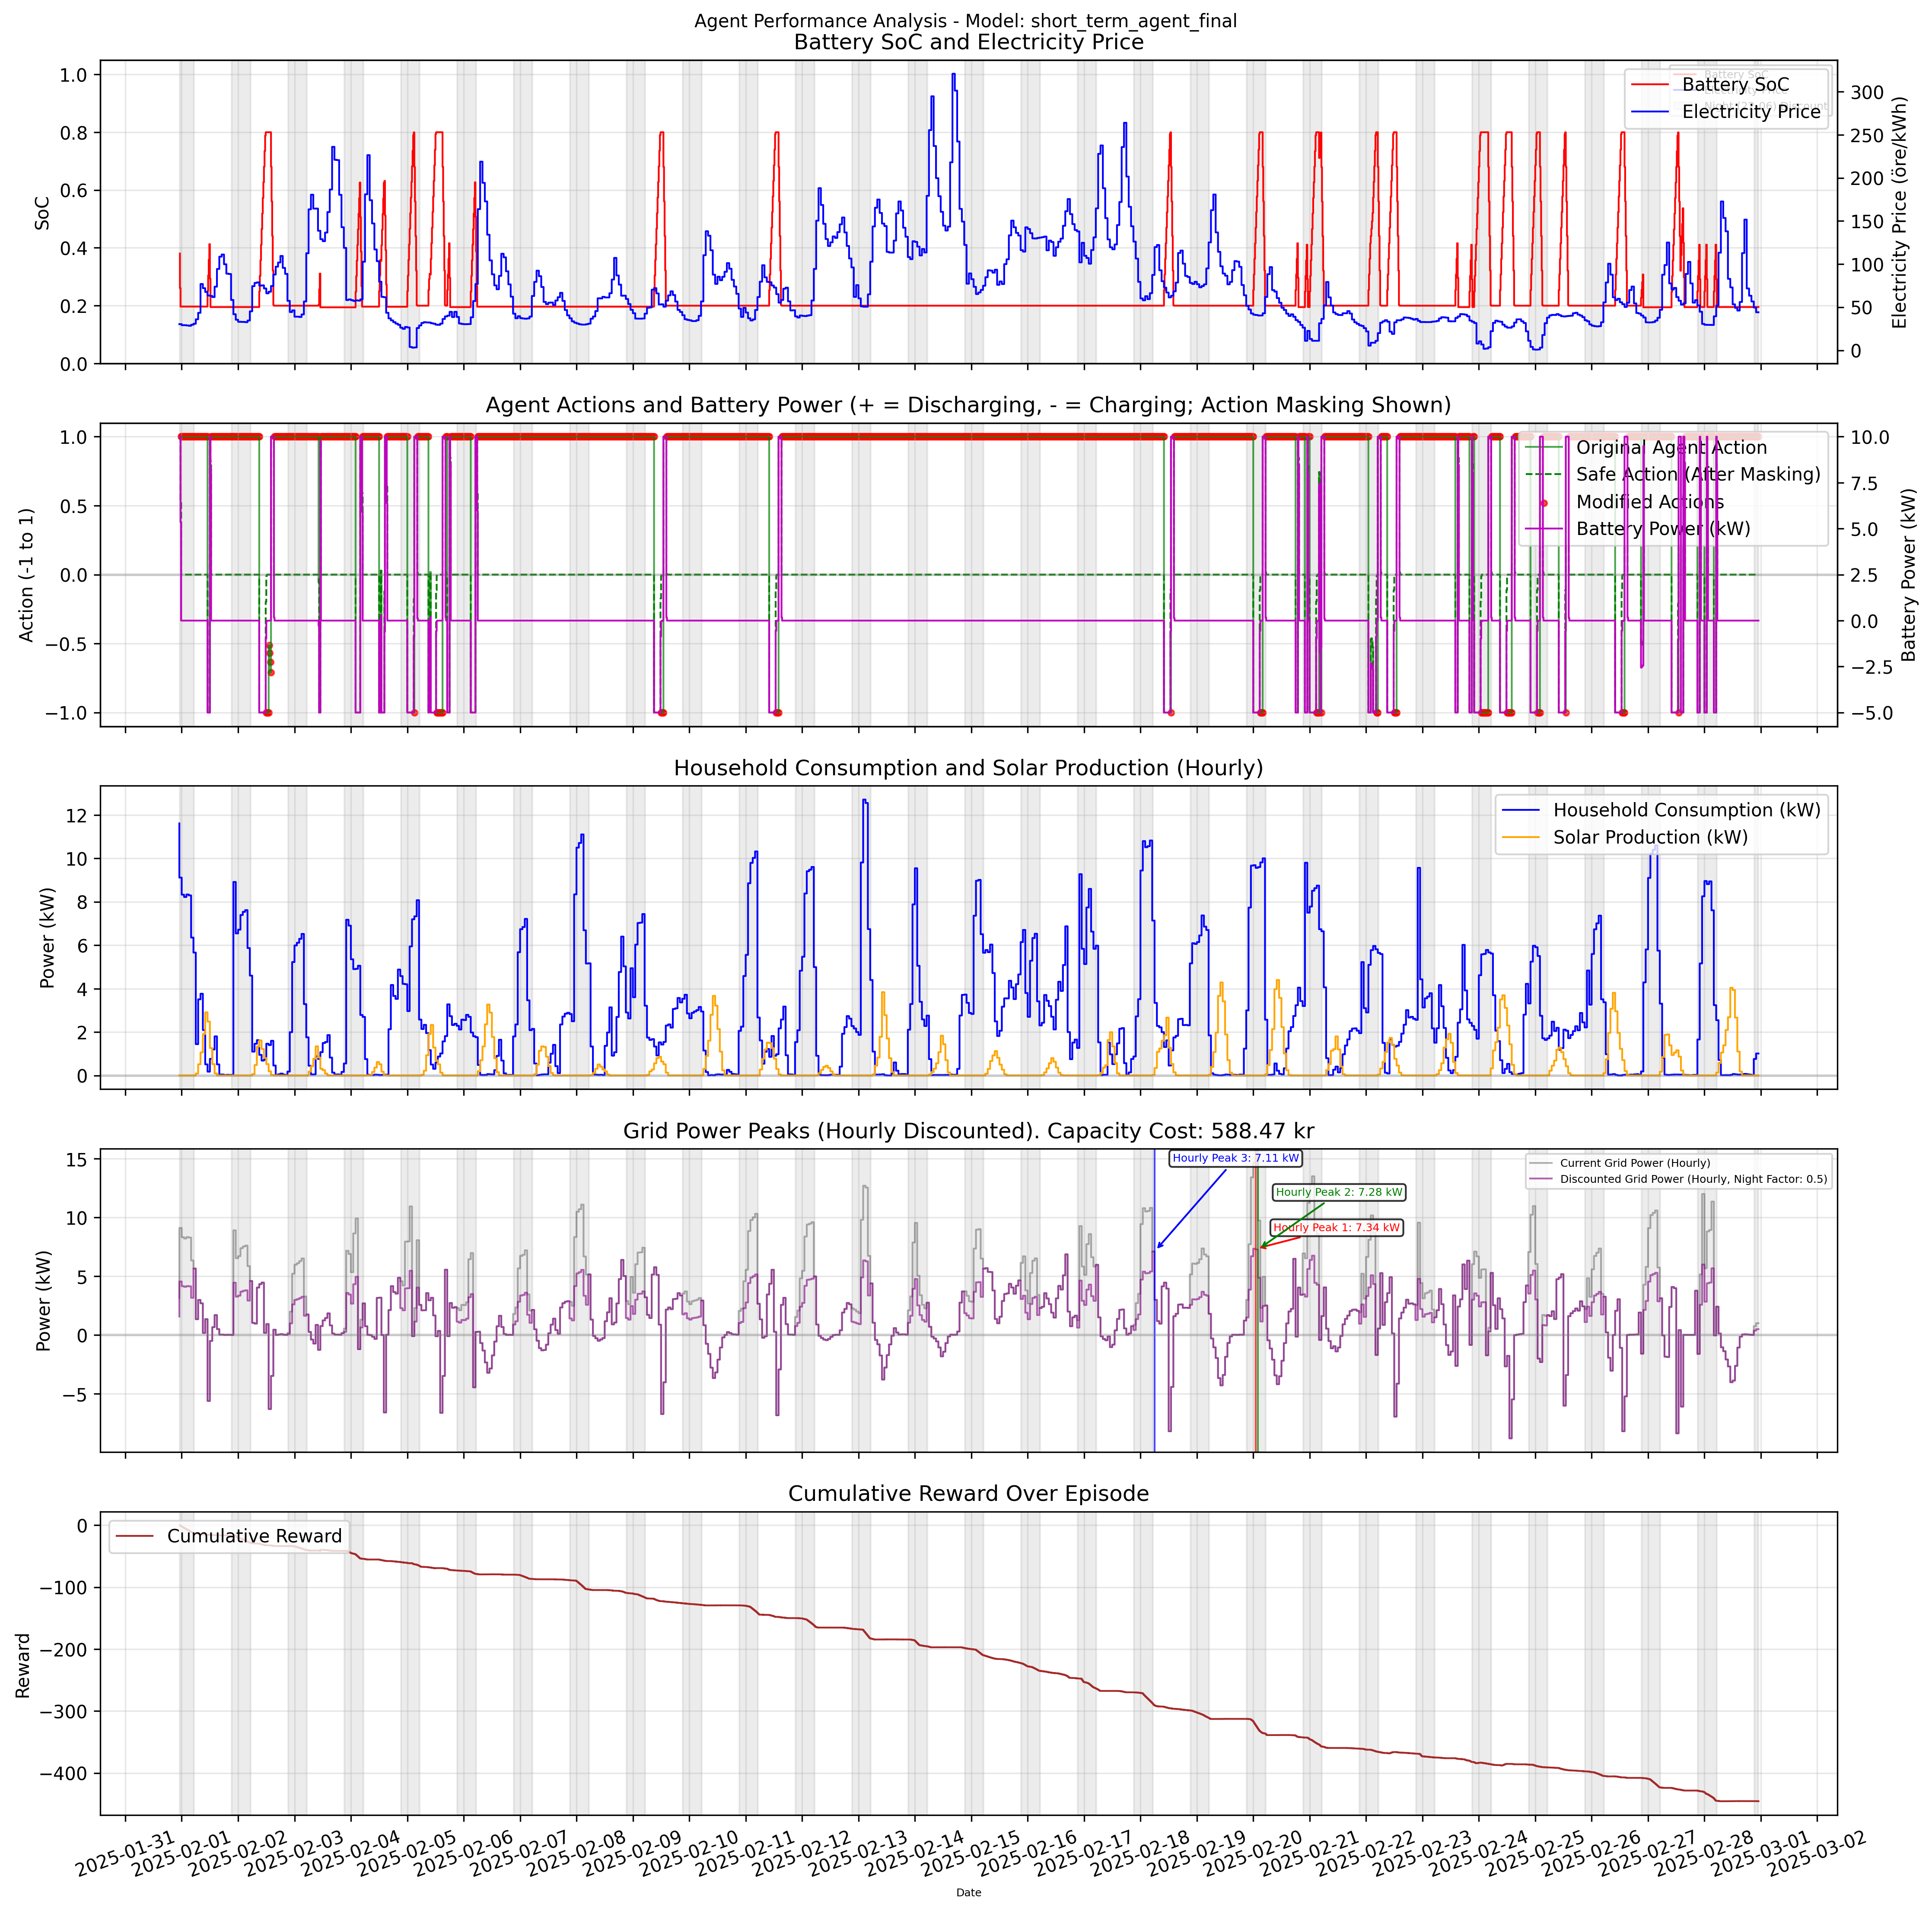 Agent Performance Analysis - Model: short_term_agent_final
Battery SoC and Electricity Price
1.0
0.8
0.6
0.4
0.2
0.0
SoC
300
250
200
150
100
50
0
Electricity Price (öre/kWh)
Battery SoC
Electricity Price
Agent Actions and Battery Power (+ = Discharging, - = Charging; Action Masking Shown)
1.0
0.5
0.0
−0.5
−1.0
Action (-1 to 1)
10.0
7.5
5.0
2.5
0.0
−2.5
−5.0
Battery Power (kW)
Original Agent Action
Safe Action (After Masking)
Modified Actions
Battery Power (kW)
Household Consumption and Solar Production (Hourly)
12
10
8
6
4
2
0
Power (kW)
Household Consumption (kW)
Solar Production (kW)
Grid Power Peaks (Hourly Discounted). Capacity Cost: 588.47 kr
15
10
5
0
−5
Power (kW)
Hourly Peak 3: 7.11 kW
Hourly Peak 2: 7.28 kW
Hourly Peak 1: 7.34 kW
Current Grid Power (Hourly)
Discounted Grid Power (Hourly, Night Factor: 0.5)
Cumulative Reward Over Episode
0
−100
−200
−300
−400
Reward
Cumulative Reward
2025-01-31
2025-02-01
2025-02-02
2025-02-03
2025-02-04
2025-02-05
2025-02-06
2025-02-07
2025-02-08
2025-02-09
2025-02-10
2025-02-11
2025-02-12
2025-02-13
2025-02-14
2025-02-15
2025-02-16
2025-02-17
2025-02-18
2025-02-19
2025-02-20
2025-02-21
2025-02-22
2025-02-23
2025-02-24
2025-02-25
2025-02-26
2025-02-27
2025-02-28
2025-03-01
2025-03-02
Date